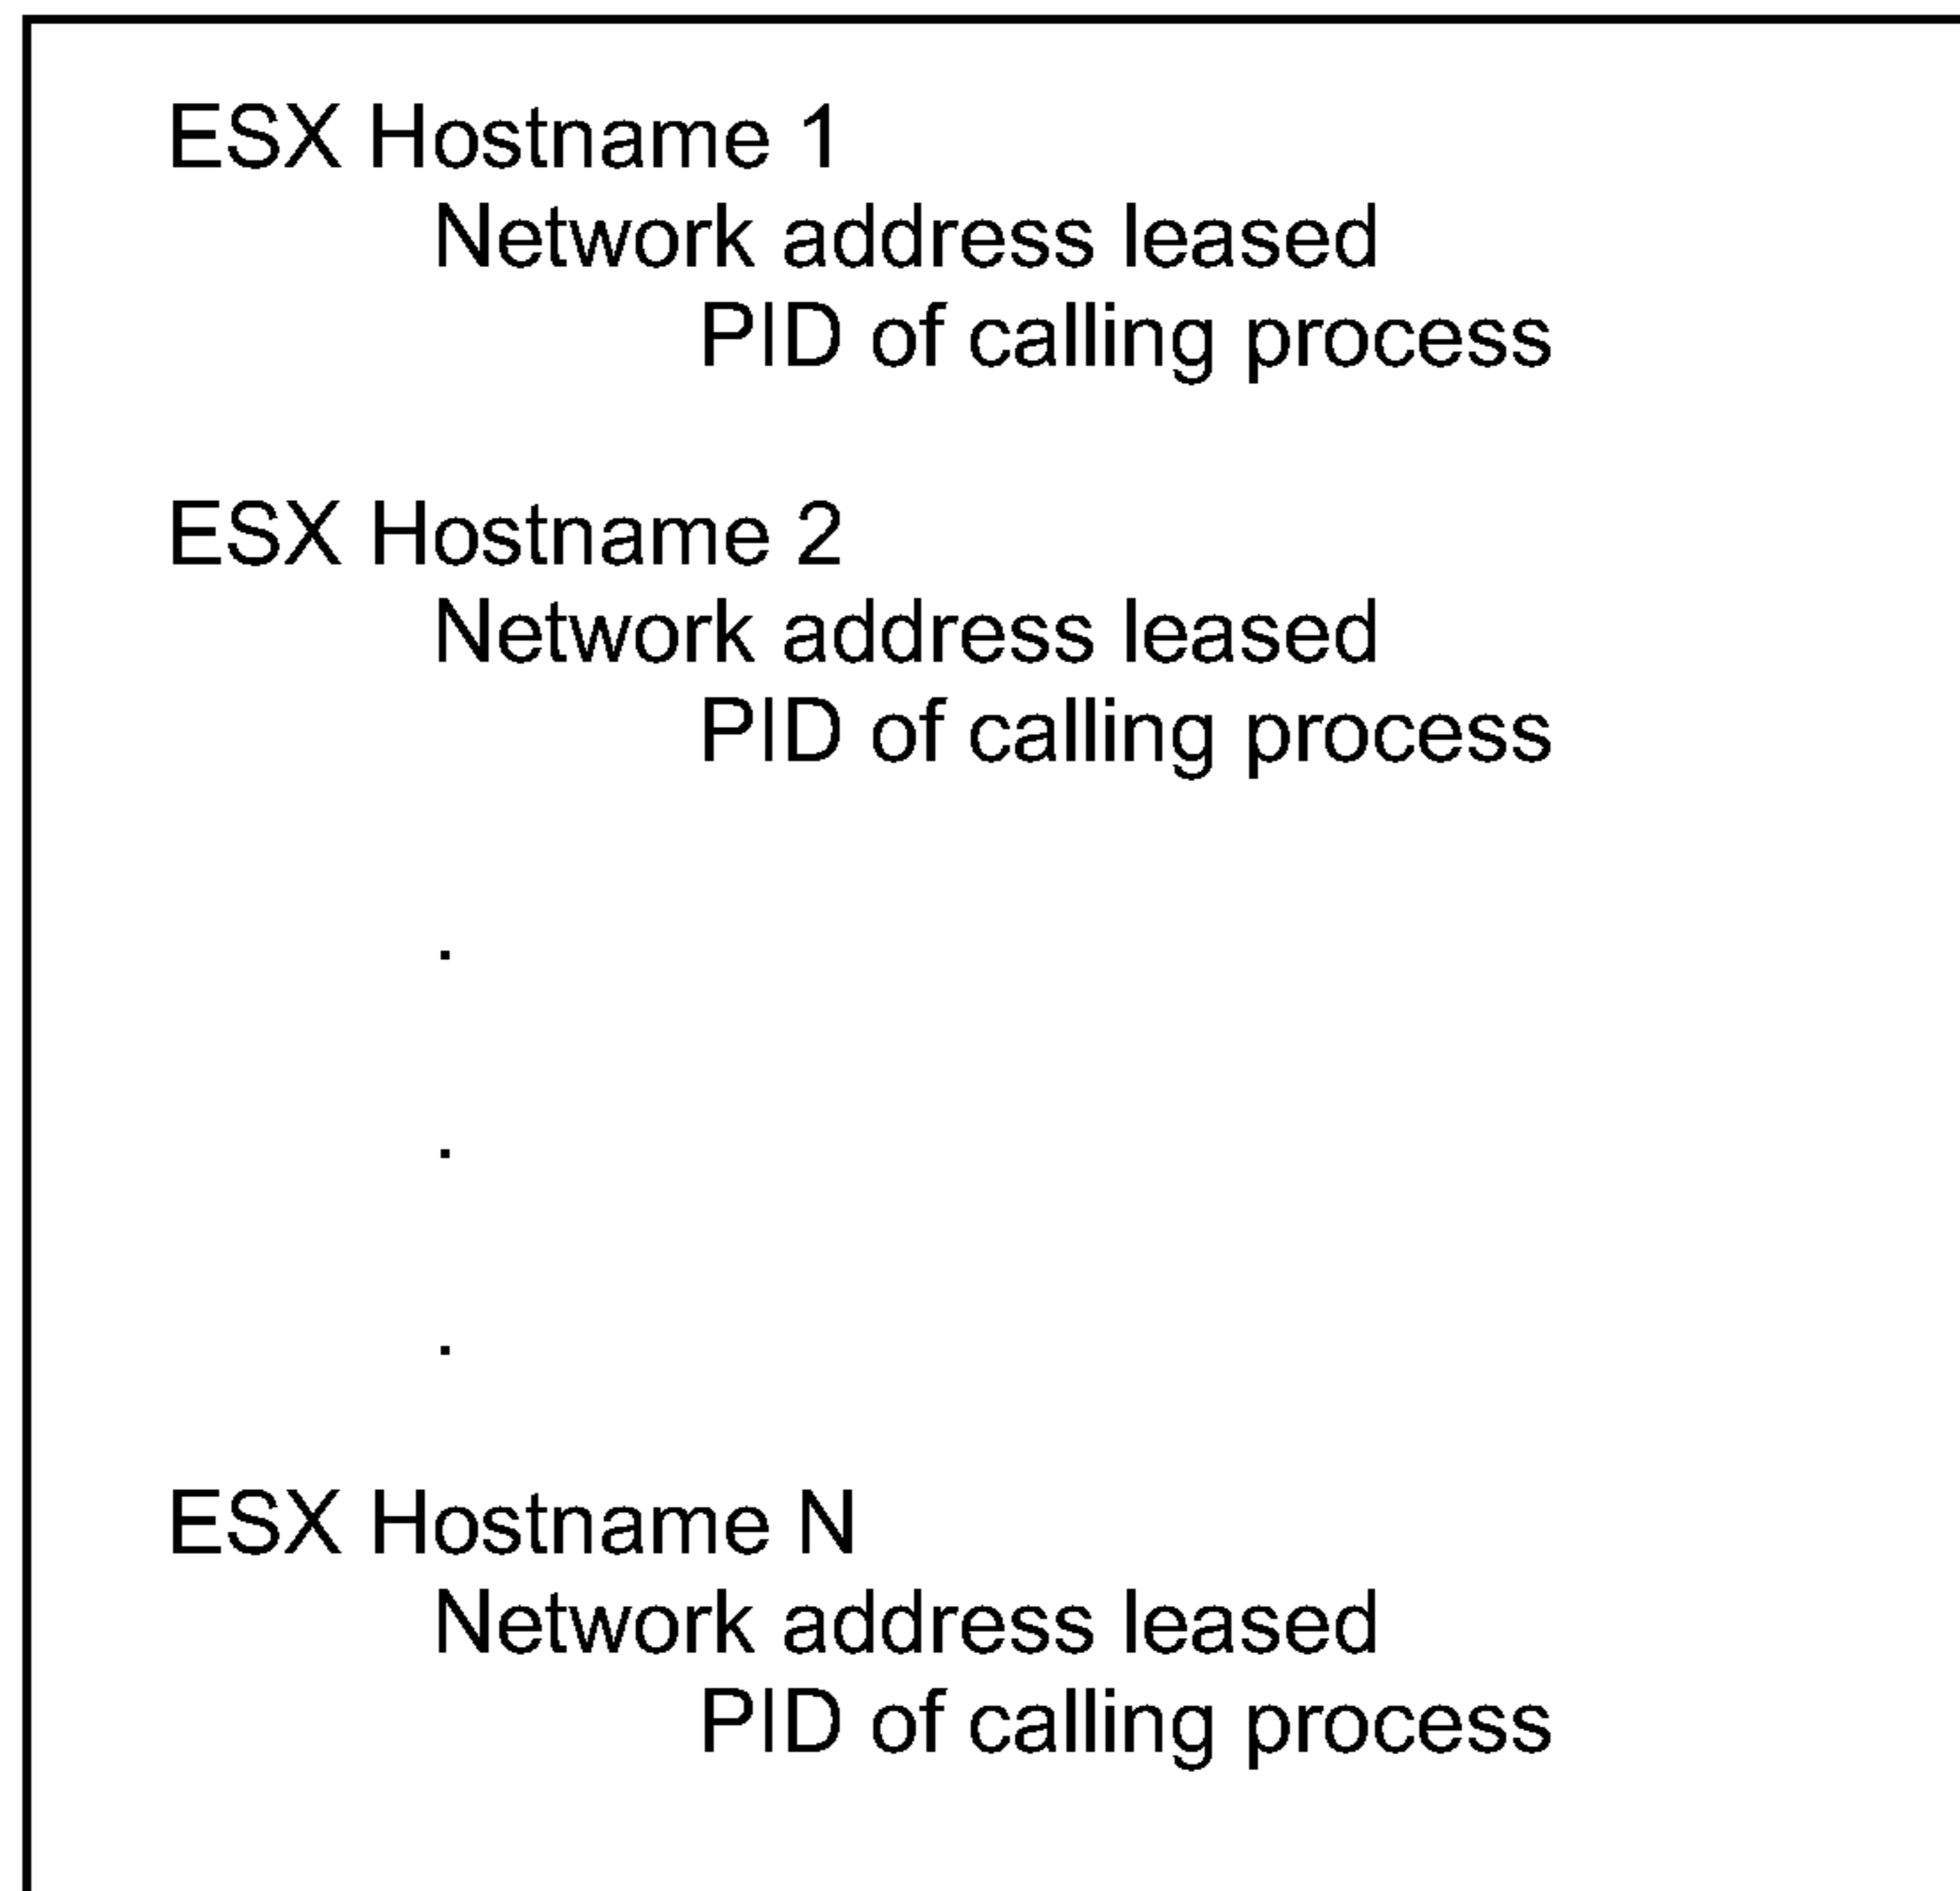 ESX Hostname 1
Network address leased
PID of calling process
ESX Hostname 2
Network address leased
PID of calling process
.
.
.
ESX Hostname N
Network address leased
PID of calling process